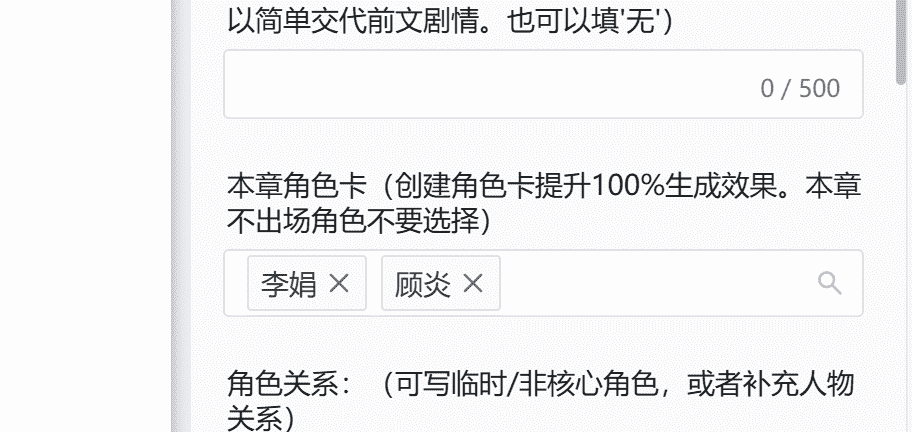 以简单交代前文剧情。也可以填'无'）
0 / 500
本章角色卡（创建角色卡提升100%生成效果。本章
不出场角色不要选择）
李娟 × 顾炎 ×
角色关系：（可写临时/非核心角色，或者补充人物
关系）